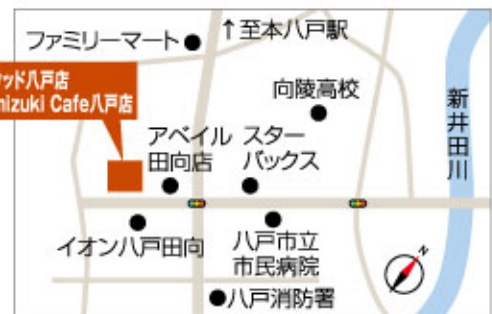 ファミリーマート
↑至本八戸駅
ッド八戸店
mizuki Cafe八戸店
向陵高校
新井田川
アベイル
田向店
スター
バックス
イオン八戸田向
八戸市立
市民病院
八戸消防署
N